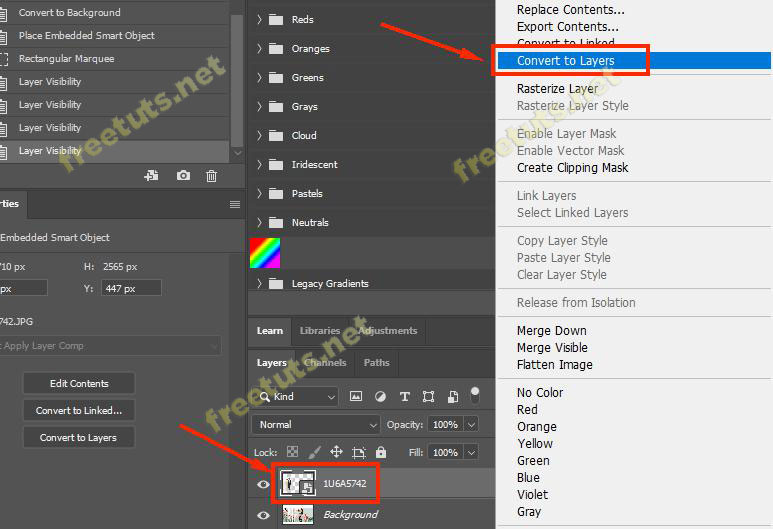 Convert to Background
Place Embedded Smart Object
Rectangular Marquee
Layer Visibility
Layer Visibility
Layer Visibility
Layer Visibility
rties
Embedded Smart Object
710 px
H: 2565 px
px
Y: 447 px
742.JPG
t Apply Layer Comp
Edit Contents
Convert to Linked...
Convert to Layers
Reds
Oranges
Greens
Grays
Cloud
Iridescent
Pastels
Neutrals
Legacy Gradients
Learn
Libraries
Adjustments
Layers
Channels
Paths
Kind
Normal
Opacity: 100%
Lock:
Fill: 100%
1U6A5742
Background
Replace Contents...
Export Contents...
Convert to Linked...
Convert to Layers
Rasterize Layer
Rasterize Layer Style
Enable Layer Mask
Enable Vector Mask
Create Clipping Mask
Link Layers
Select Linked Layers
Copy Layer Style
Paste Layer Style
Clear Layer Style
Release from Isolation
Merge Down
Merge Visible
Flatten Image
No Color
Red
Orange
Yellow
Green
Blue
Violet
Gray
freetuts.net
freetuts.net
freetuts.net